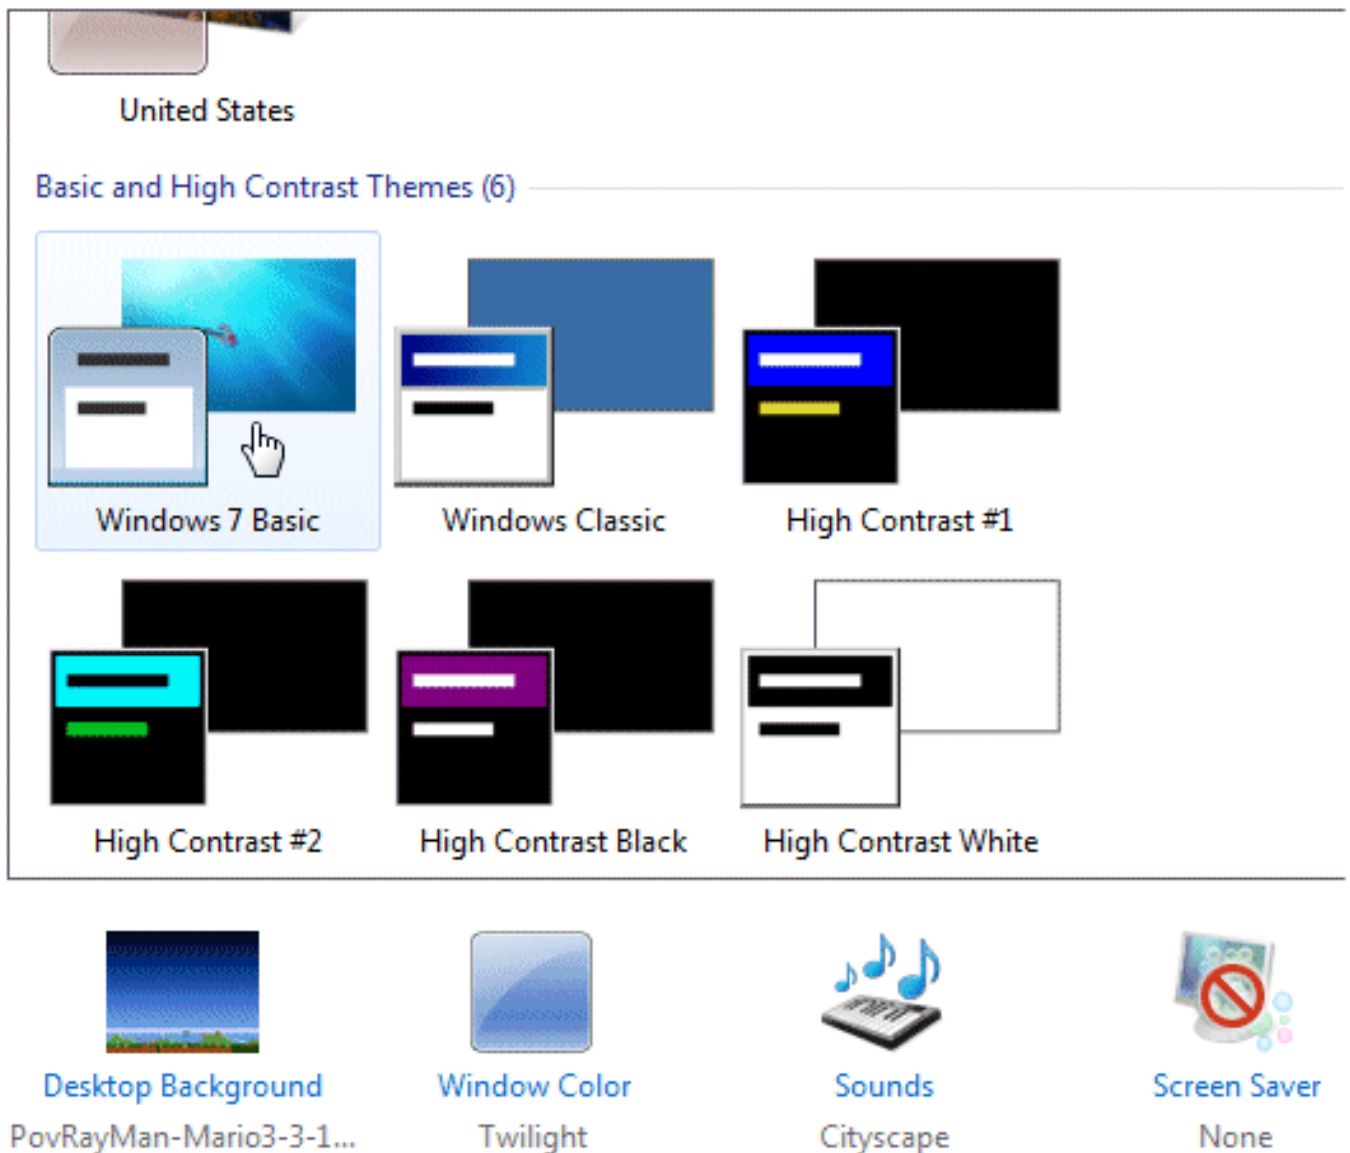 United States
Basic and High Contrast Themes (6)
Windows 7 Basic
Windows Classic
High Contrast #1
High Contrast #2
High Contrast Black
High Contrast White
Desktop Background
Window Color
Sounds
Screen Saver
PovRayMan-Mario3-3-1...
Twilight
Cityscape
None